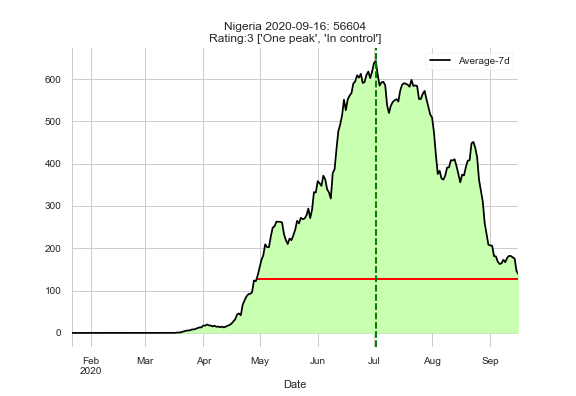 Nigeria 2020-09-16: 56604
Rating:3 ['One peak', 'In control']
Average-7d
600
500
400
300
200
100
0
Feb Mar Apr May Jun Jul Aug Sep
2020
Date